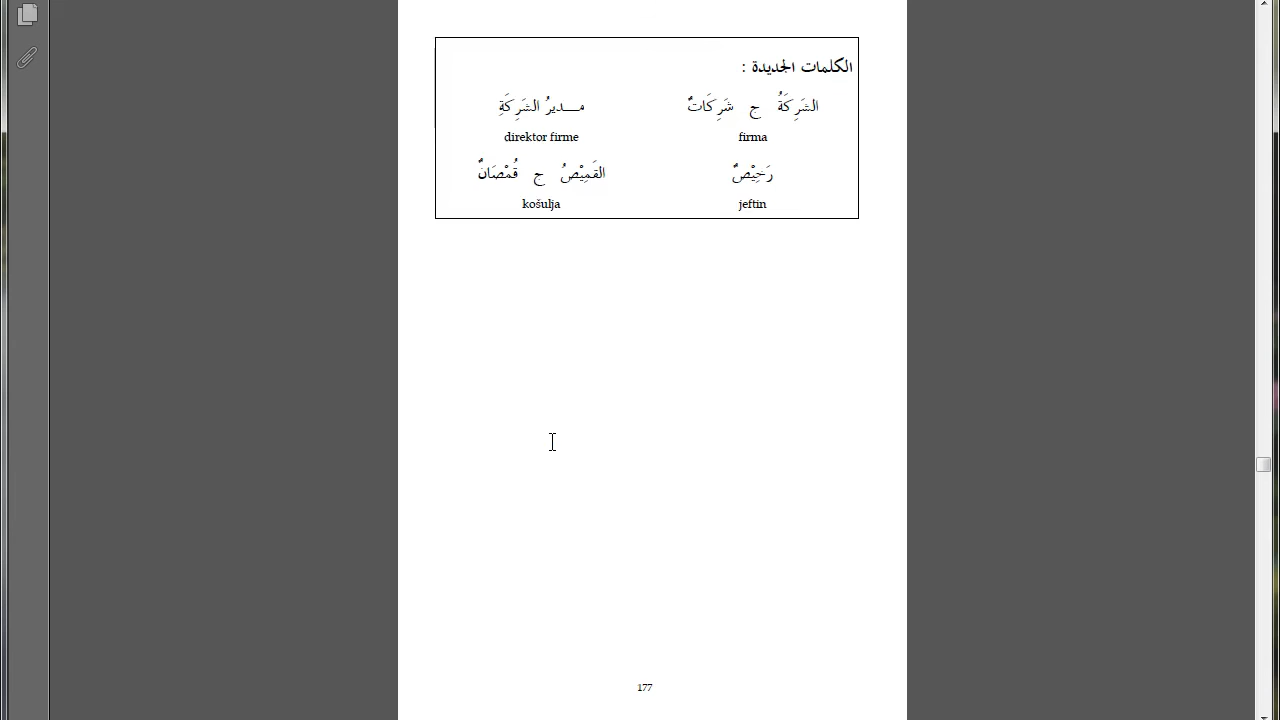 الكلمات الجديدة :
الشَرِكَةُ ج شَرِكَاتٌ مـــديرُ الشَرِكَةِ
firma direktor firme
رَخِيْصٌ القَمِيْصُ ج قُمْصَانٌ
jeftin košulja
177